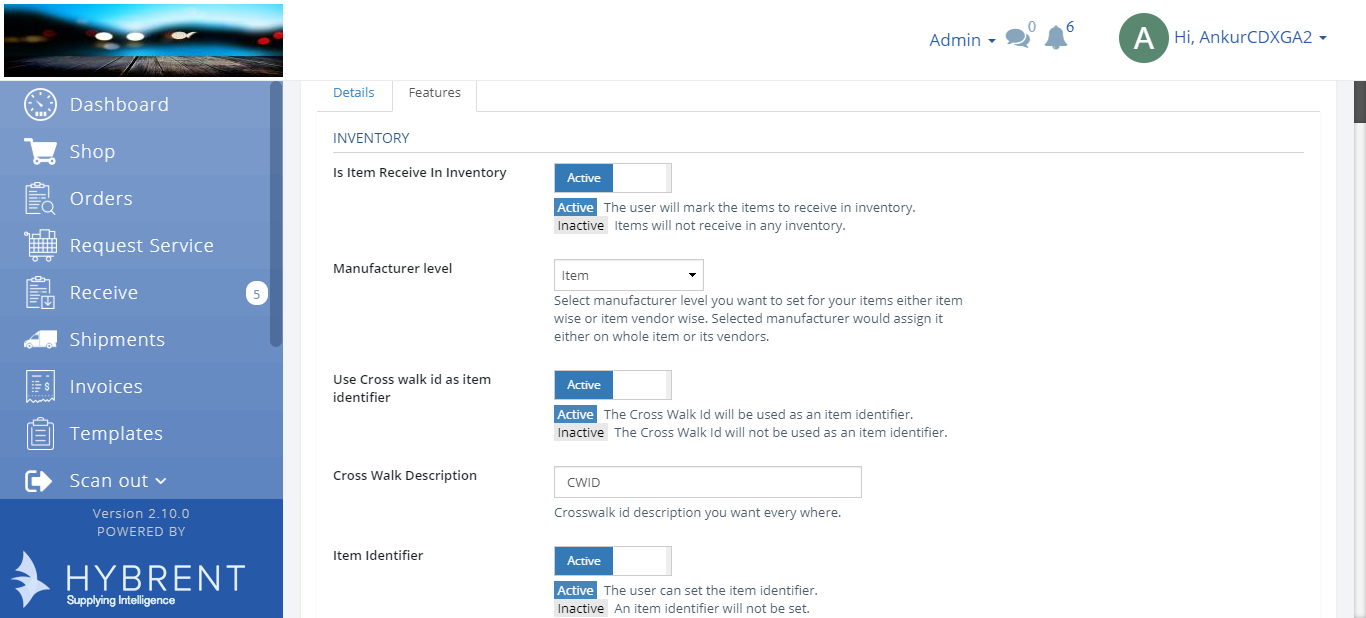 Admin
0
6
A
Hi, AnkurCDXGA2
Dashboard
Shop
Orders
Request Service
Receive
5
Shipments
Invoices
Templates
Scan out
Version 2.10.0
POWERED BY
HYBRENT
Supplying Intelligence
Details
Features
INVENTORY
Is Item Receive In Inventory
Active
Active The user will mark the items to receive in inventory.
Inactive Items will not receive in any inventory.
Manufacturer level
Item
Select manufacturer level you want to set for your items either item
wise or item vendor wise. Selected manufacturer would assign it
either on whole item or its vendors.
Use Cross walk id as item
identifier
Active
Active The Cross Walk Id will be used as an item identifier.
Inactive The Cross Walk Id will not be used as an item identifier.
Cross Walk Description
CWID
Crosswalk id description you want every where.
Item Identifier
Active
Active The user can set the item identifier.
Inactive An item identifier will not be set.